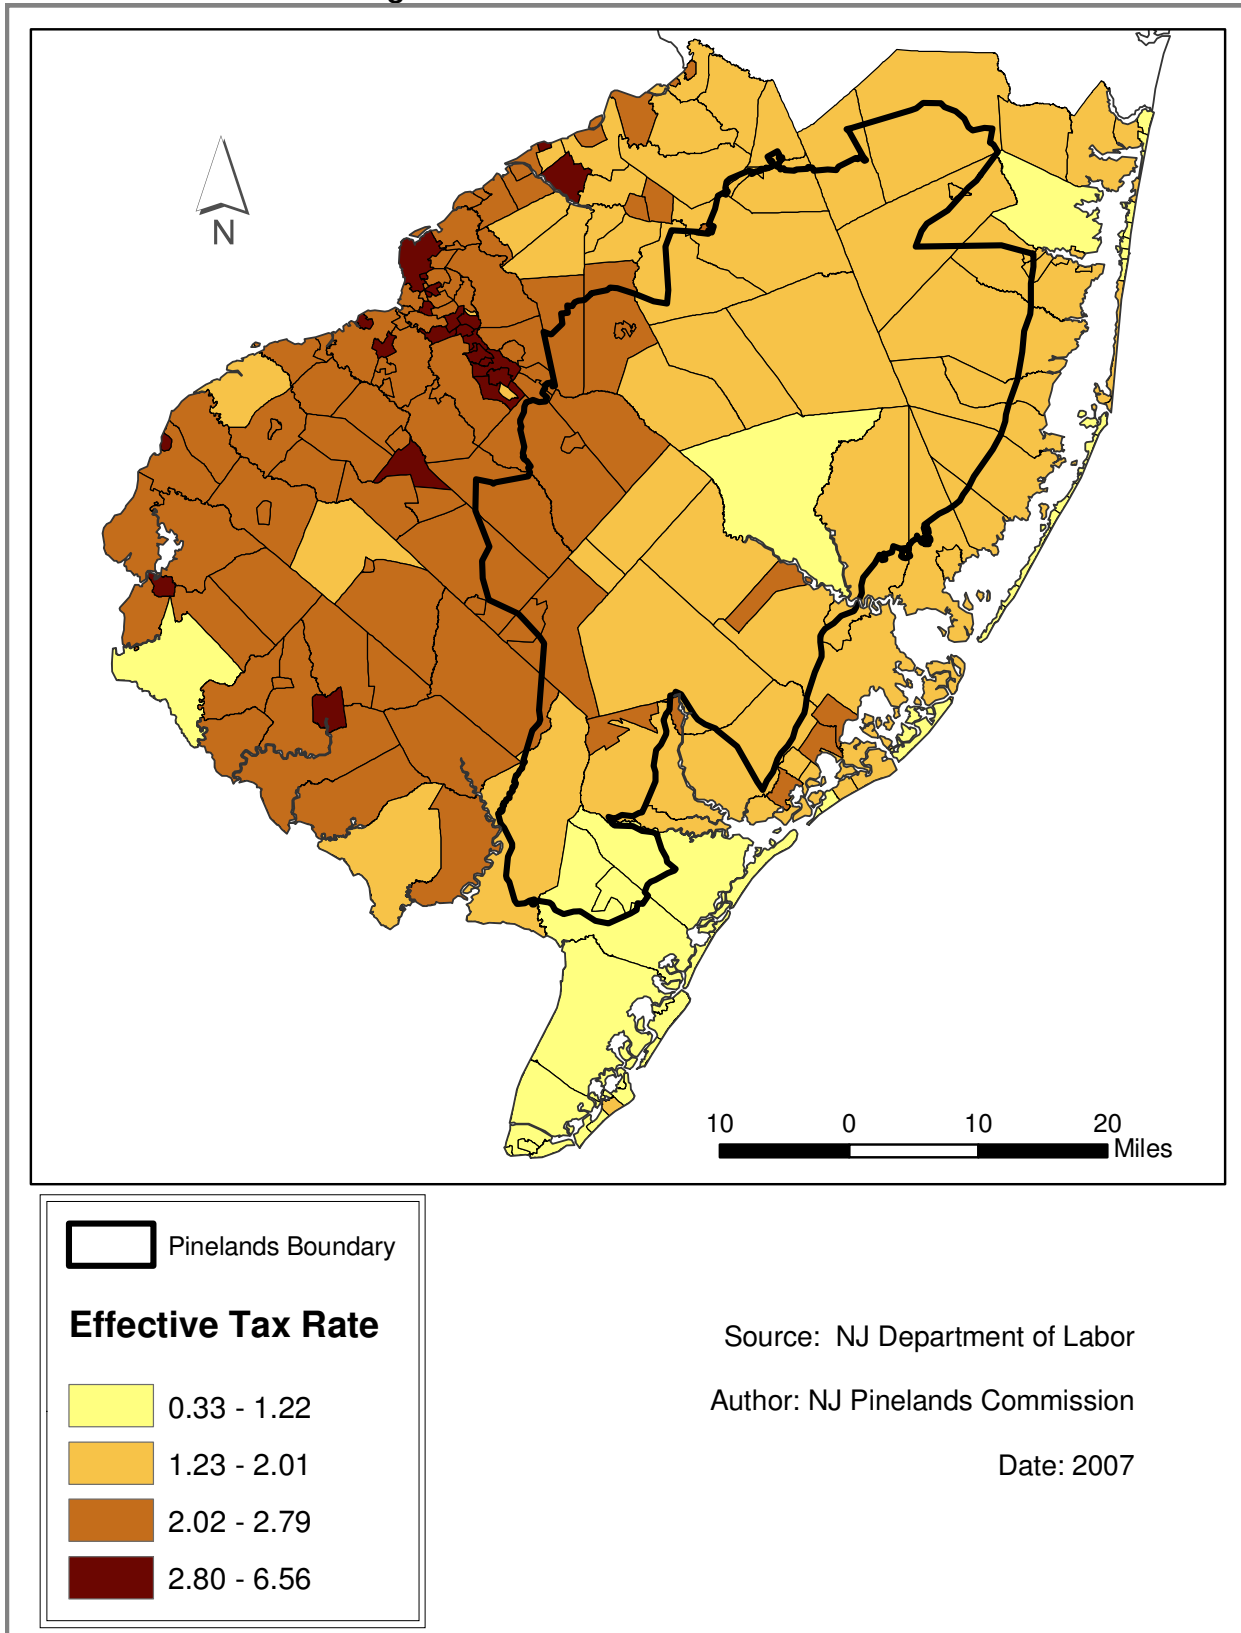 N
10 0 10 20
Miles
Pinelands Boundary
Effective Tax Rate
0.33 - 1.22
1.23 - 2.01
2.02 - 2.79
2.80 - 6.56
Source: NJ Department of Labor
Author: NJ Pinelands Commission
Date: 2007